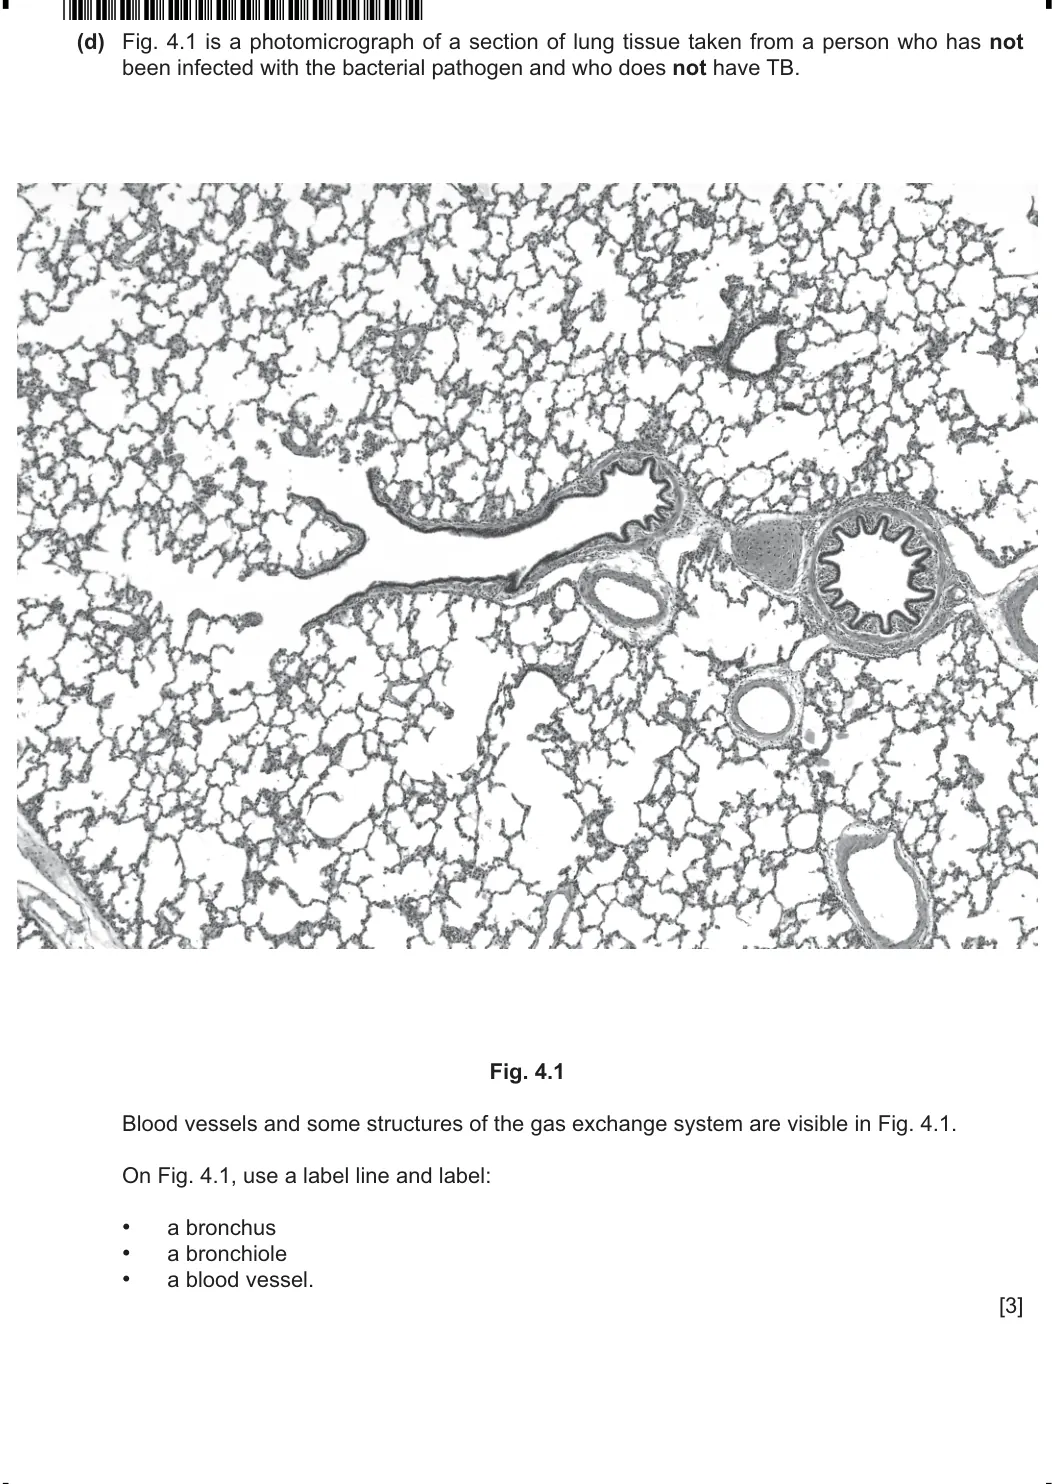 (d) Fig. 4.1 is a photomicrograph of a section of lung tissue taken from a person who has not
been infected with the bacterial pathogen and who does not have TB.
Fig. 4.1
Blood vessels and some structures of the gas exchange system are visible in Fig. 4.1.
On Fig. 4.1, use a label line and label:
• a bronchus
• a bronchiole
• a blood vessel.
[3]